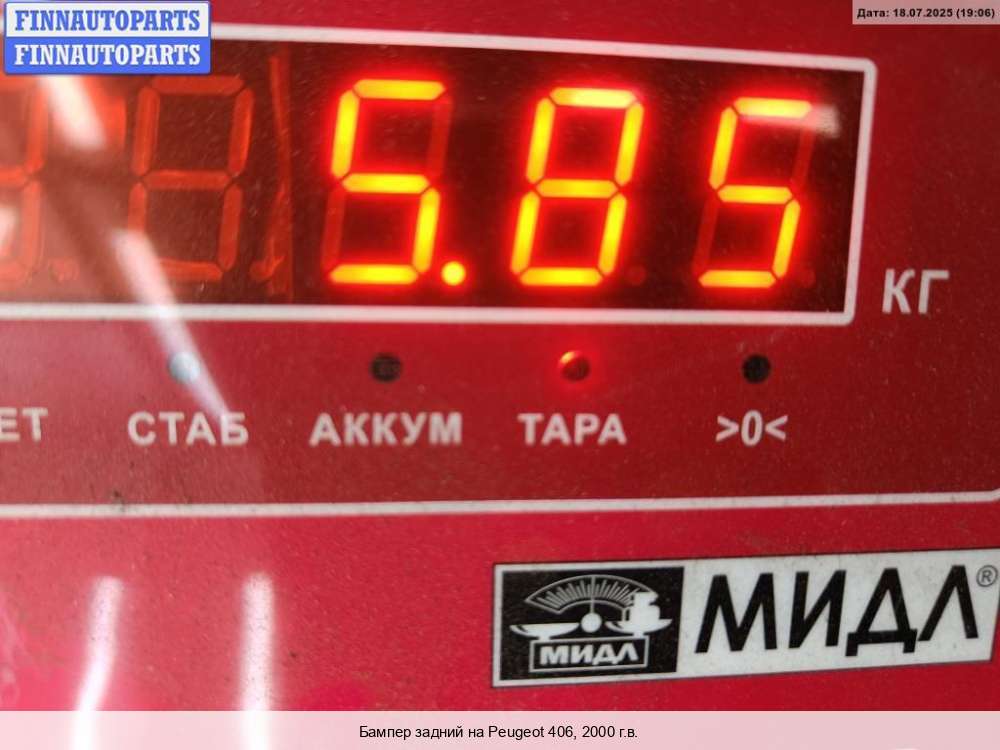 FINNAUTOPARTS
FINNAUTOPARTS
Дата: 18.07.2025 (19:06)
5.85
КГ
СТАБ АККУМ ТАРА >0<
МИДЛ®
МИДЛ
Бампер задний на Peugeot 406, 2000 г.в.